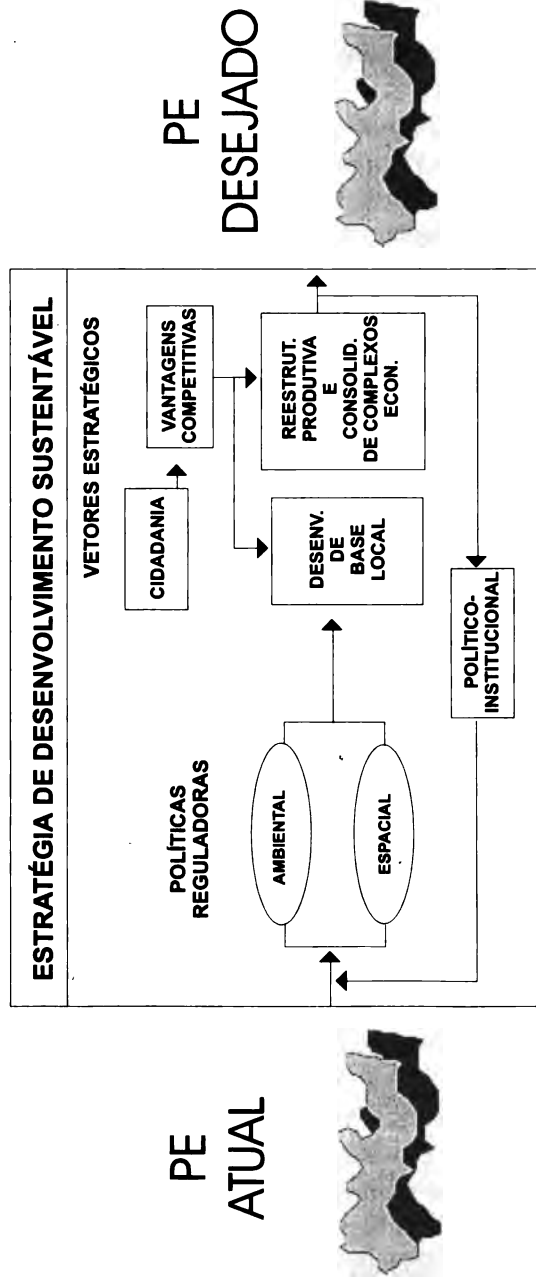 PE
ATUAL
ESTRATÉGIA DE DESENVOLVIMENTO SUSTENTÁVEL
POLÍTICAS
REGULADORAS
AMBIENTAL
ESPACIAL
VETORES ESTRATÉGICOS
CIDADANIA
VANTAGENS
COMPETITIVAS
DESENV.
DE
BASE
LOCAL
REESTRUT.
PRODUTIVA
E
CONSOLID.
DE COMPLEXOS
ECON.
POLÍTICO-
INSTITUCIONAL
PE
DESEJADO